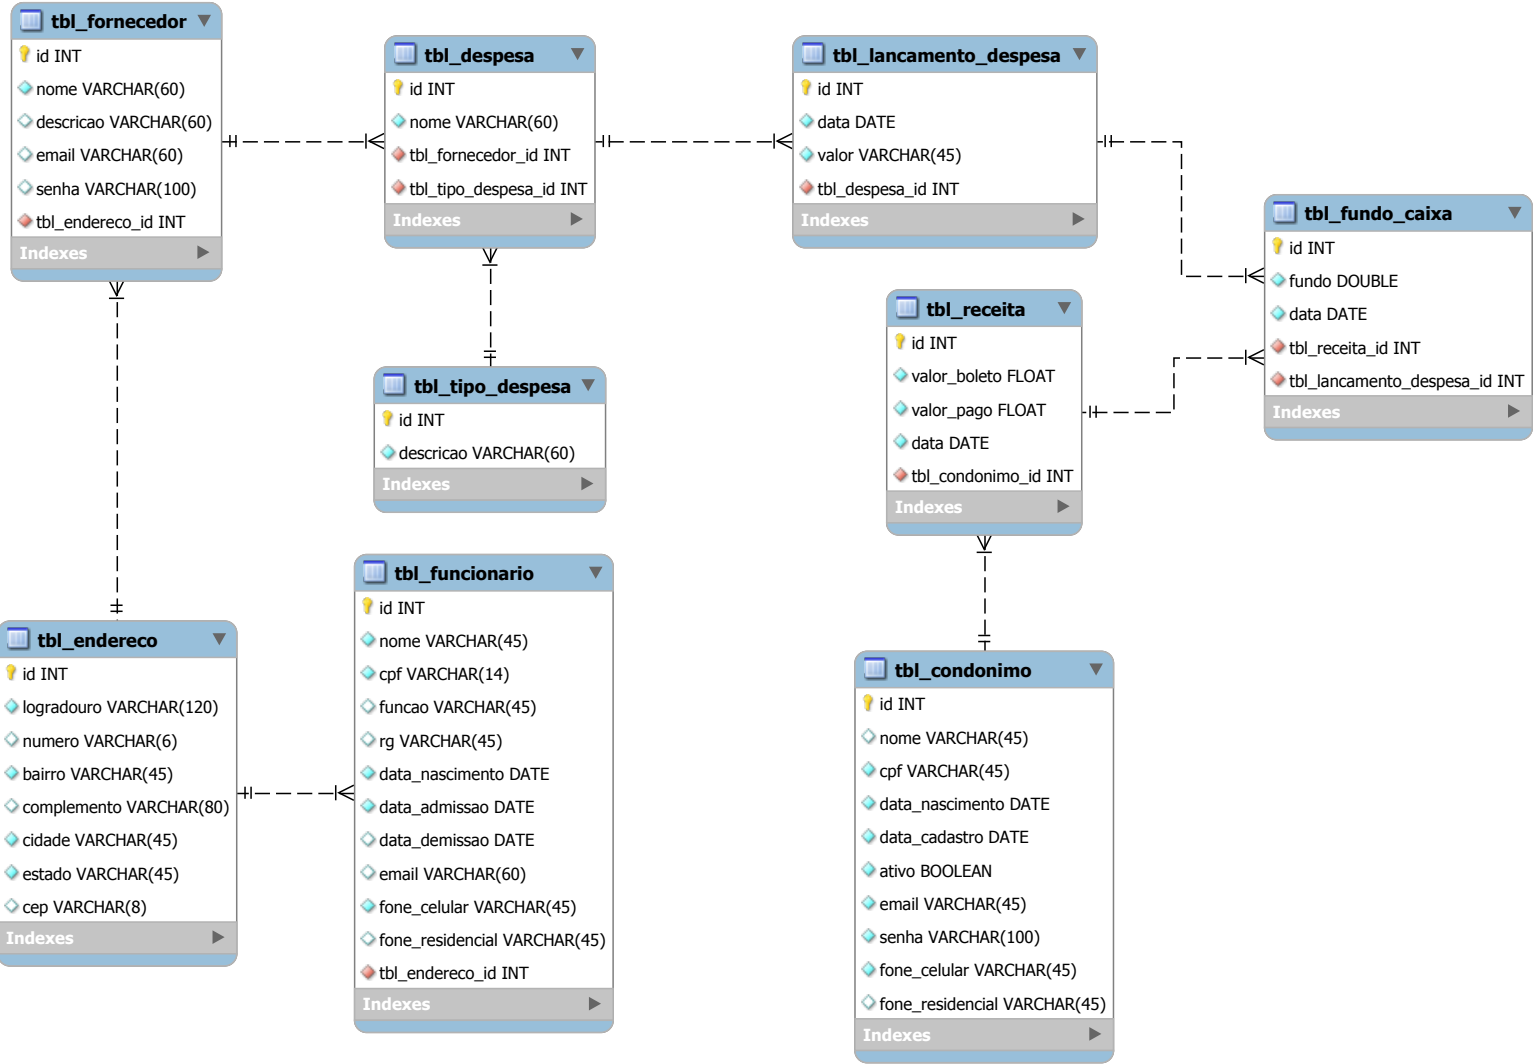 tbl_fornecedor
id INT
nome VARCHAR(60)
descricao VARCHAR(60)
email VARCHAR(60)
senha VARCHAR(100)
tbl_endereco_id INT
Indexes
tbl_despesa
id INT
nome VARCHAR(60)
tbl_fornecedor_id INT
tbl_tipo_despesa_id INT
Indexes
tbl_lancamento_despesa
id INT
data DATE
valor VARCHAR(45)
tbl_despesa_id INT
Indexes
tbl_fundo_caixa
id INT
fundo DOUBLE
data DATE
tbl_receita_id INT
tbl_lancamento_despesa_id INT
Indexes
tbl_receita
id INT
valor_boleto FLOAT
valor_pago FLOAT
data DATE
tbl_condonimo_id INT
Indexes
tbl_tipo_despesa
id INT
descricao VARCHAR(60)
Indexes
tbl_endereco
id INT
logradouro VARCHAR(120)
numero VARCHAR(6)
bairro VARCHAR(45)
complemento VARCHAR(80)
cidade VARCHAR(45)
estado VARCHAR(45)
cep VARCHAR(8)
Indexes
tbl_funcionario
id INT
nome VARCHAR(45)
cpf VARCHAR(14)
funcao VARCHAR(45)
rg VARCHAR(45)
data_nascimento DATE
data_admissao DATE
data_demissao DATE
email VARCHAR(60)
fone_celular VARCHAR(45)
fone_residencial VARCHAR(45)
tbl_endereco_id INT
Indexes
tbl_condonimo
id INT
nome VARCHAR(45)
cpf VARCHAR(45)
data_nascimento DATE
data_cadastro DATE
ativo BOOLEAN
email VARCHAR(45)
senha VARCHAR(100)
fone_celular VARCHAR(45)
fone_residencial VARCHAR(45)
Indexes